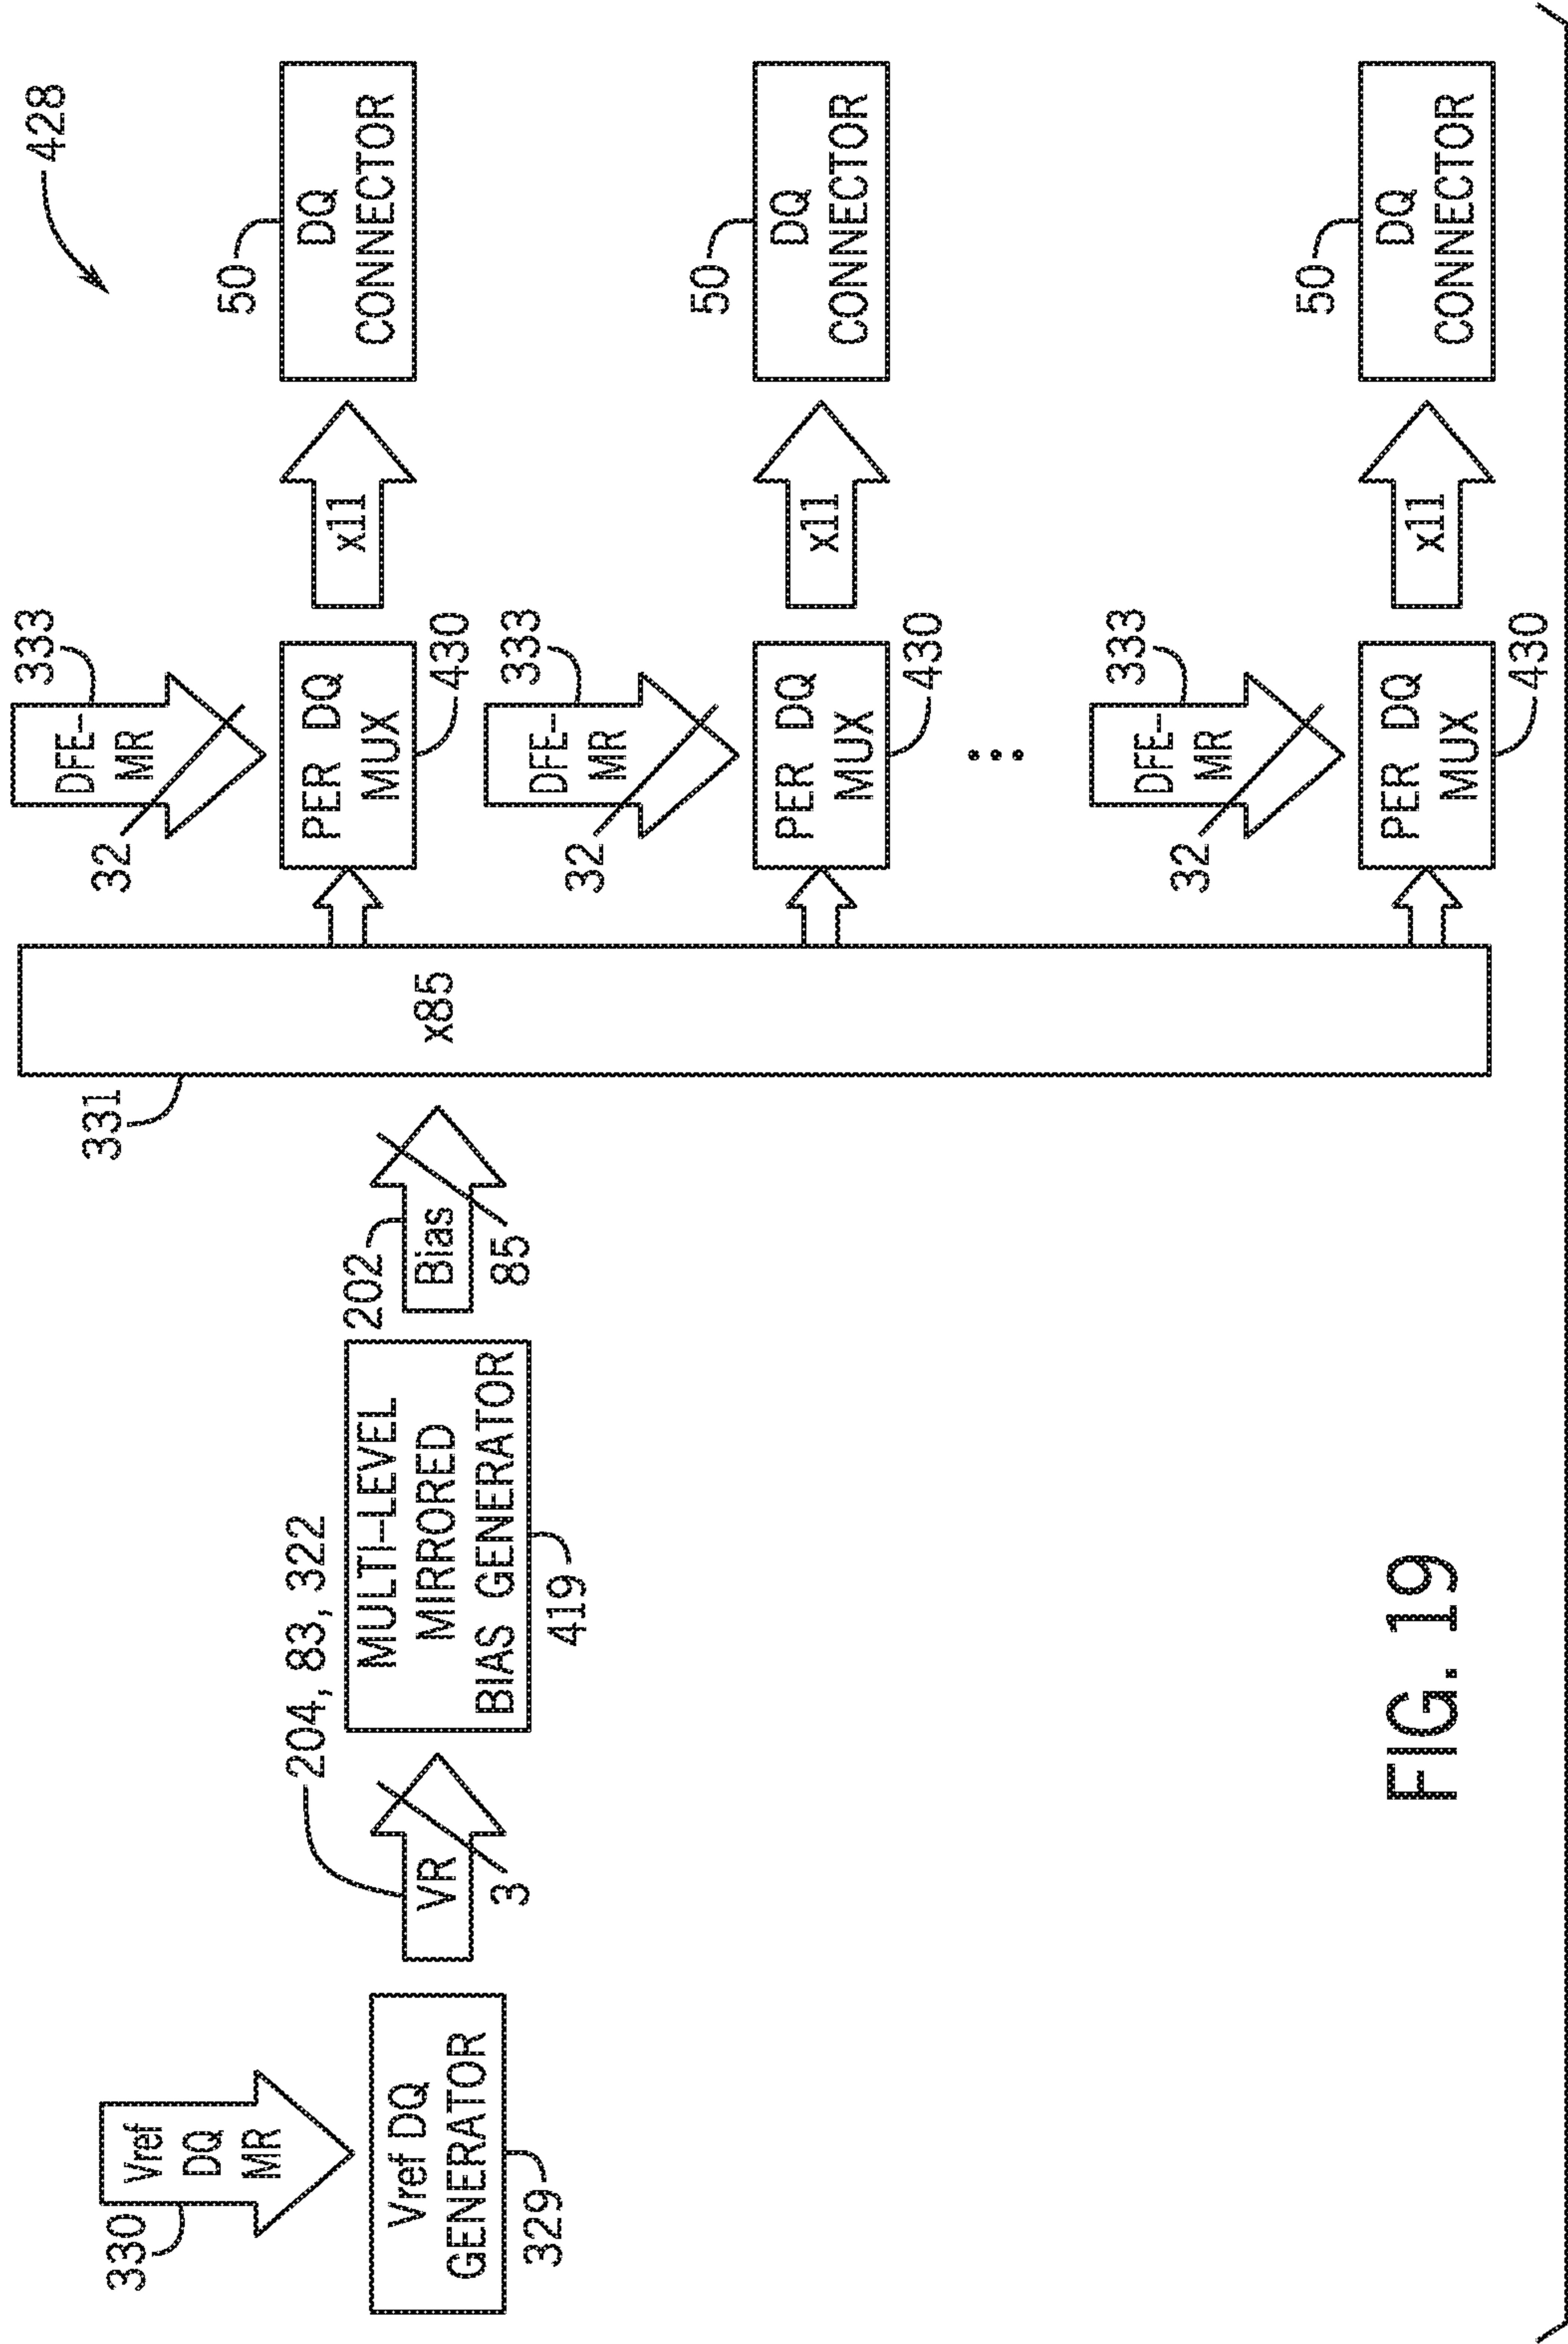 428
330
Vref
DQ
MR
Vref DQ
GENERATOR
329
204, 83, 322
VR
3
MULTI-LEVEL
MIRRORED
BIAS GENERATOR
419
202
Bias
85
331
x85
333
DFE-
MR
32
PER DQ
MUX
430
x11
50
DQ
CONNECTOR
333
DFE-
MR
32
PER DQ
MUX
430
x11
50
DQ
CONNECTOR
333
DFE-
MR
32
PER DQ
MUX
430
x11
50
DQ
CONNECTOR
FIG. 19